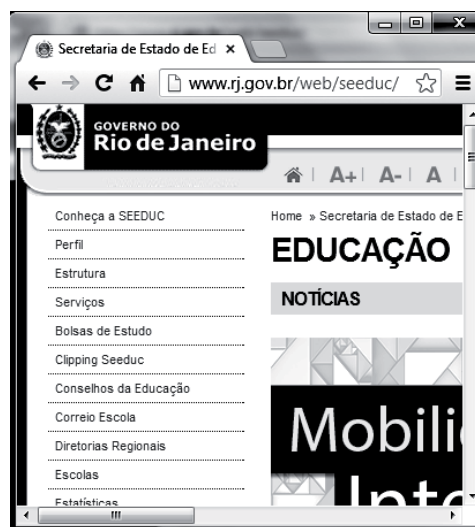 Secretaria de Estado de Ed
www.rj.gov.br/web/seeduc/
GOVERNO DO
Rio de Janeiro
A+ | A- | A |
Conheça a SEEDUC
Perfil
Estrutura
Serviços
Bolsas de Estudo
Clipping Seeduc
Conselhos da Educação
Correio Escola
Diretorias Regionais
Escolas
Estatísticas
Home » Secretaria de Estado de E
EDUCAÇÃO
NOTÍCIAS
Mobili
Inte